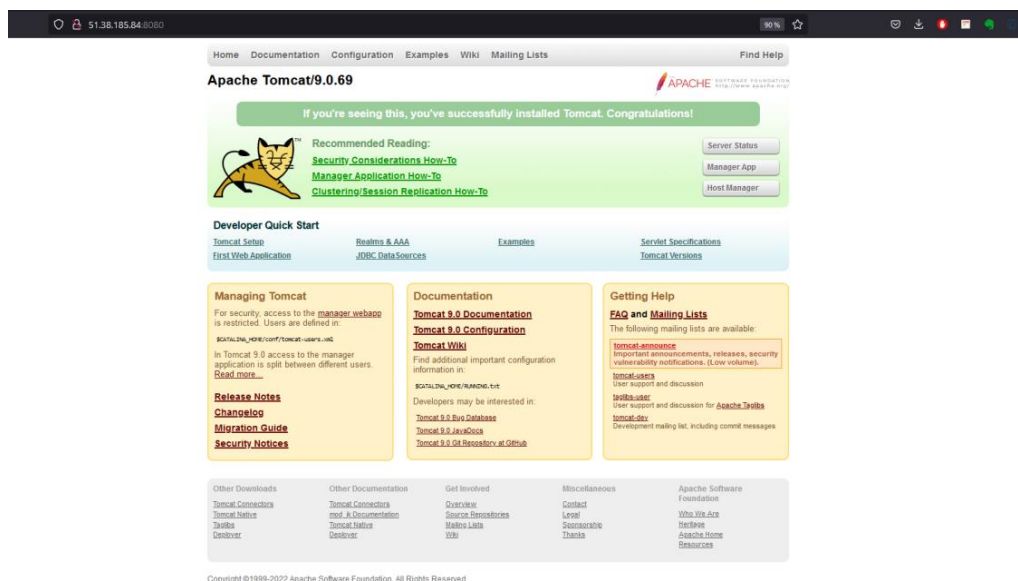 51.38.185.84:8080
90%
Home Documentation Configuration Examples Wiki Mailing Lists Find Help
Apache Tomcat/9.0.69
APACHE SOFTWARE FOUNDATION
http://www.apache.org/
If you're seeing this, you've successfully installed Tomcat. Congratulations!
TM
Recommended Reading:
Security Considerations How-To
Manager Application How-To
Clustering/Session Replication How-To
Server Status
Manager App
Host Manager
Developer Quick Start
Tomcat Setup
First Web Application
Realms & AAA
JDBC DataSources
Examples
Servlet Specifications
Tomcat Versions
Managing Tomcat
For security, access to the manager webapp
is restricted. Users are defined in:
$CATALINA_HOME/conf/tomcat-users.xml
In Tomcat 9.0 access to the manager
application is split between different users.
Read more...
Release Notes
Changelog
Migration Guide
Security Notices
Documentation
Tomcat 9.0 Documentation
Tomcat 9.0 Configuration
Tomcat Wiki
Find additional important configuration
information in:
$CATALINA_HOME/RUNNING.txt
Developers may be interested in:
Tomcat 9.0 Bug Database
Tomcat 9.0 JavaDocs
Tomcat 9.0 Git Repository at GitHub
Getting Help
FAQ and Mailing Lists
The following mailing lists are available:
tomcat-announce
Important announcements, releases, security
vulnerability notifications. (Low volume).
tomcat-users
User support and discussion
taglibs-user
User support and discussion for Apache Taglibs
tomcat-dev
Development mailing list, including commit messages
Other Downloads
Tomcat Connectors
Tomcat Native
Taglibs
Deployer
Other Documentation
Tomcat Connectors
mod_jk Documentation
Tomcat Native
Deployer
Get Involved
Overview
Source Repositories
Mailing Lists
Wiki
Miscellaneous
Contact
Legal
Sponsorship
Thanks
Apache Software
Foundation
Who We Are
Heritage
Apache Home
Resources
Copyright ©1999-2022 Apache Software Foundation. All Rights Reserved